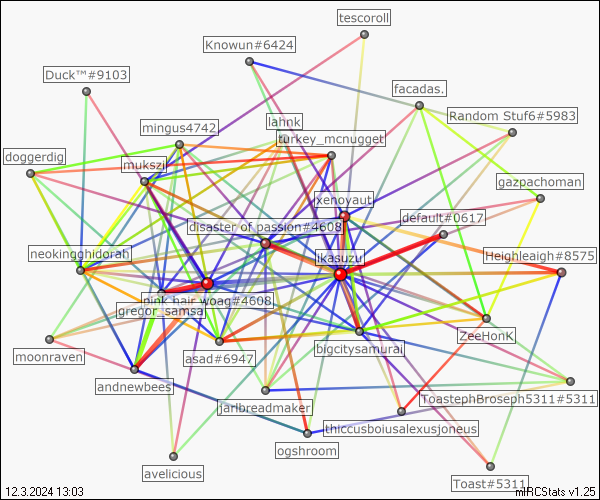 tescoroll
Knowun#6424
Duck™#9103
facadas.
Random Stuf6#5983
lahnk
mingus4742
turkey_mcnugget
doggerdig
mukszi
gazpachoman
xenoyaut
default#0617
disaster of passion#4608
neokingghidorah
ikasuzu
Heighleaigh#8575
pink hair woag#4608
gregor_samsa
ZeeHonK
bigcitysamurai
moonraven
asad#6947
andnewbees
ToastephBroseph5311#5311
jarlbreadmaker
thiccusboiusalexusjoneus
ogshroom
avelicious
Toast#5311
12.3.2024 13:03
mIRCStats v1.25